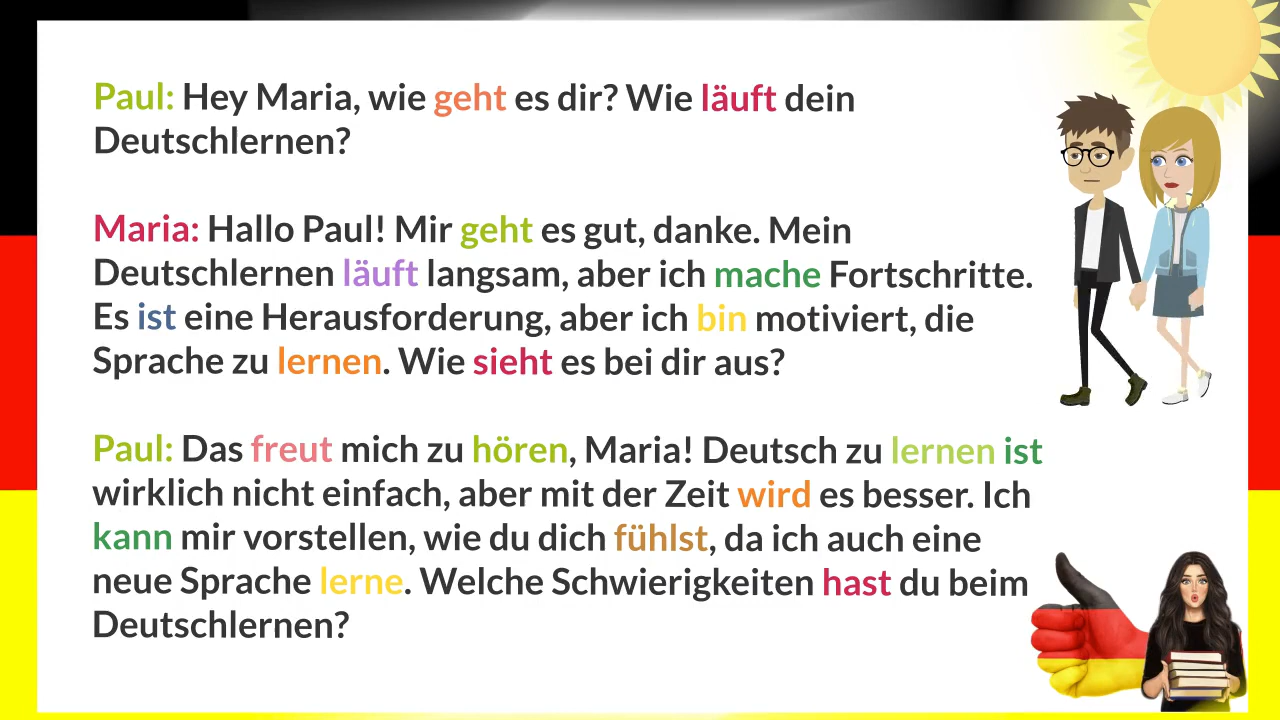 Paul: Hey Maria, wie geht es dir? Wie läuft dein
Deutschlernen?
Maria: Hallo Paul! Mir geht es gut, danke. Mein
Deutschlernen läuft langsam, aber ich mache Fortschritte.
Es ist eine Herausforderung, aber ich bin motiviert, die
Sprache zu lernen. Wie sieht es bei dir aus?
Paul: Das freut mich zu hören, Maria! Deutsch zu lernen ist
wirklich nicht einfach, aber mit der Zeit wird es besser. Ich
kann mir vorstellen, wie du dich fühlst, da ich auch eine
neue Sprache lerne. Welche Schwierigkeiten hast du beim
Deutschlernen?